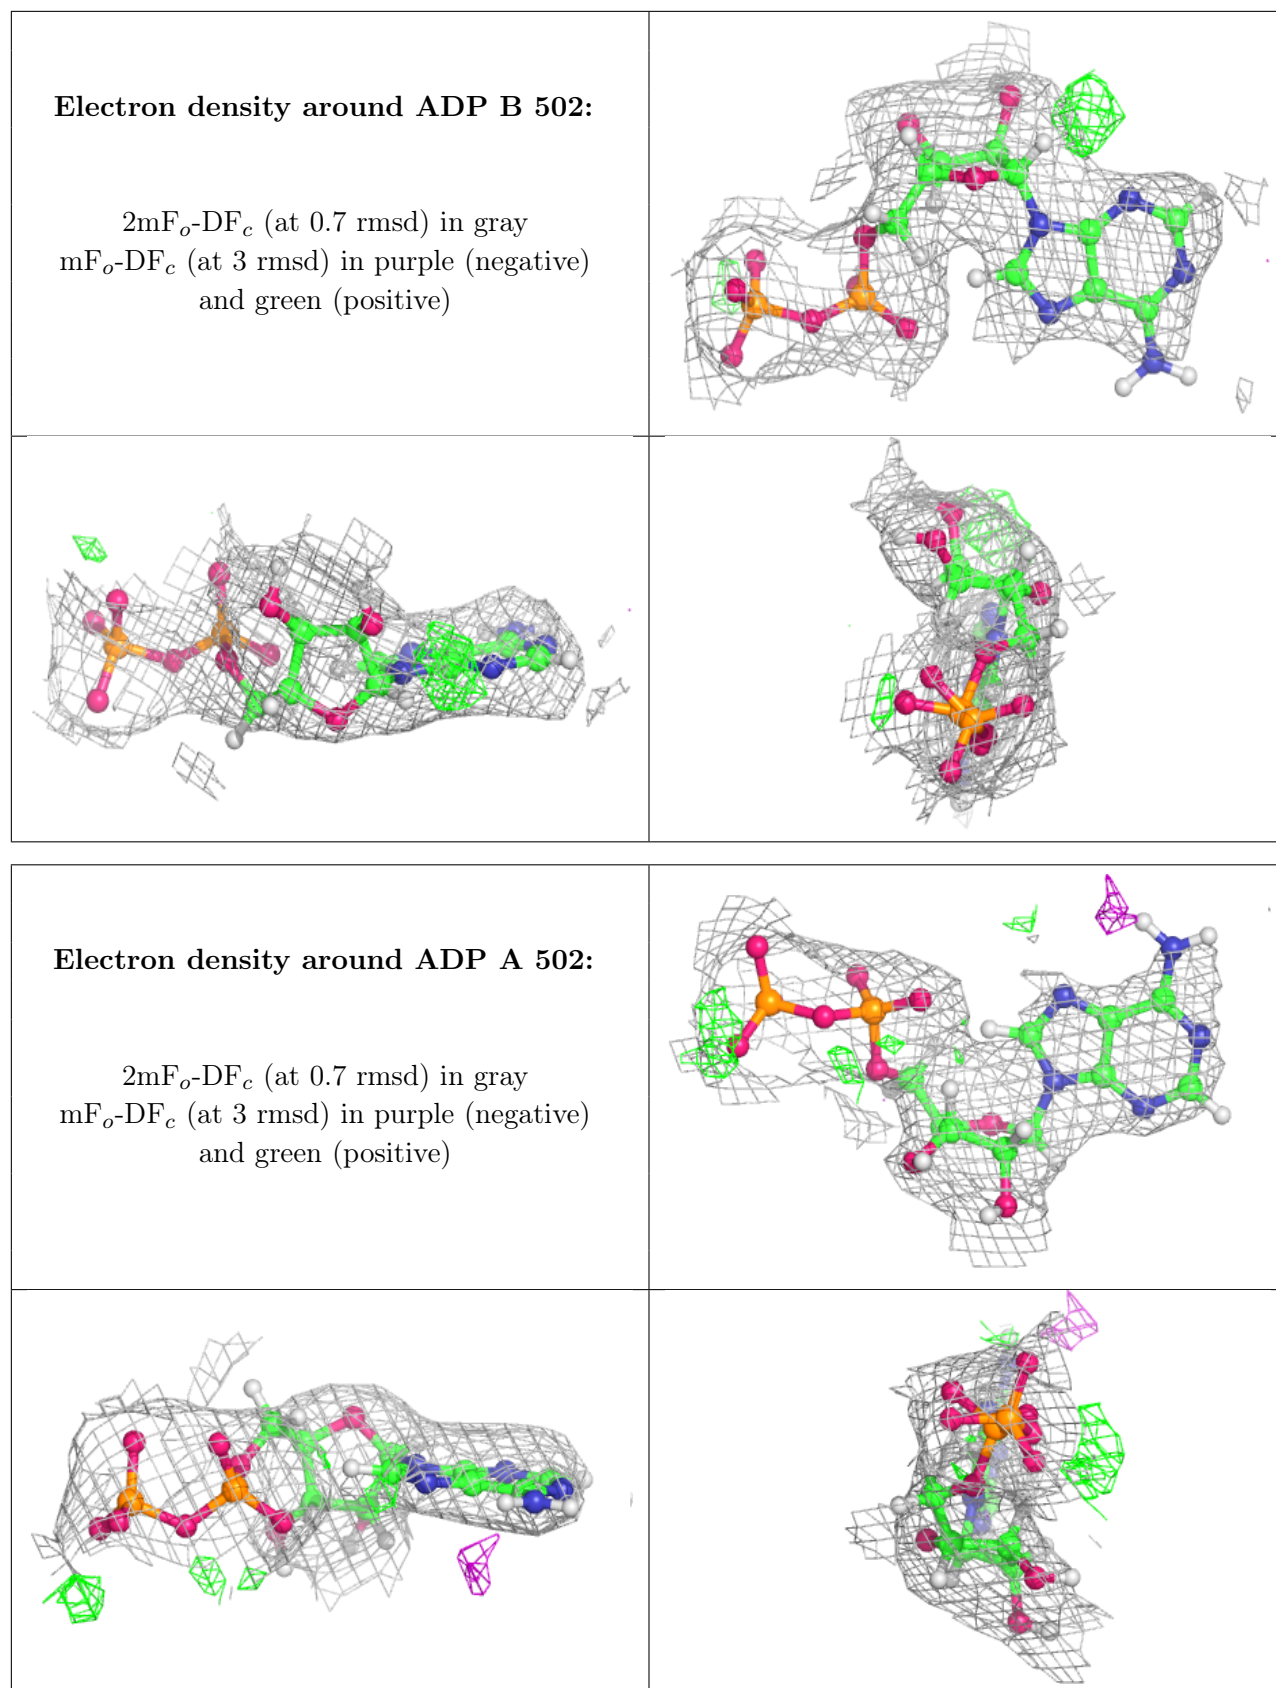 Electron density around ADP B 502:
2mFo-DFc (at 0.7 rmsd) in gray
mFo-DFc (at 3 rmsd) in purple (negative)
and green (positive)
Electron density around ADP A 502:
2mFo-DFc (at 0.7 rmsd) in gray
mFo-DFc (at 3 rmsd) in purple (negative)
and green (positive)